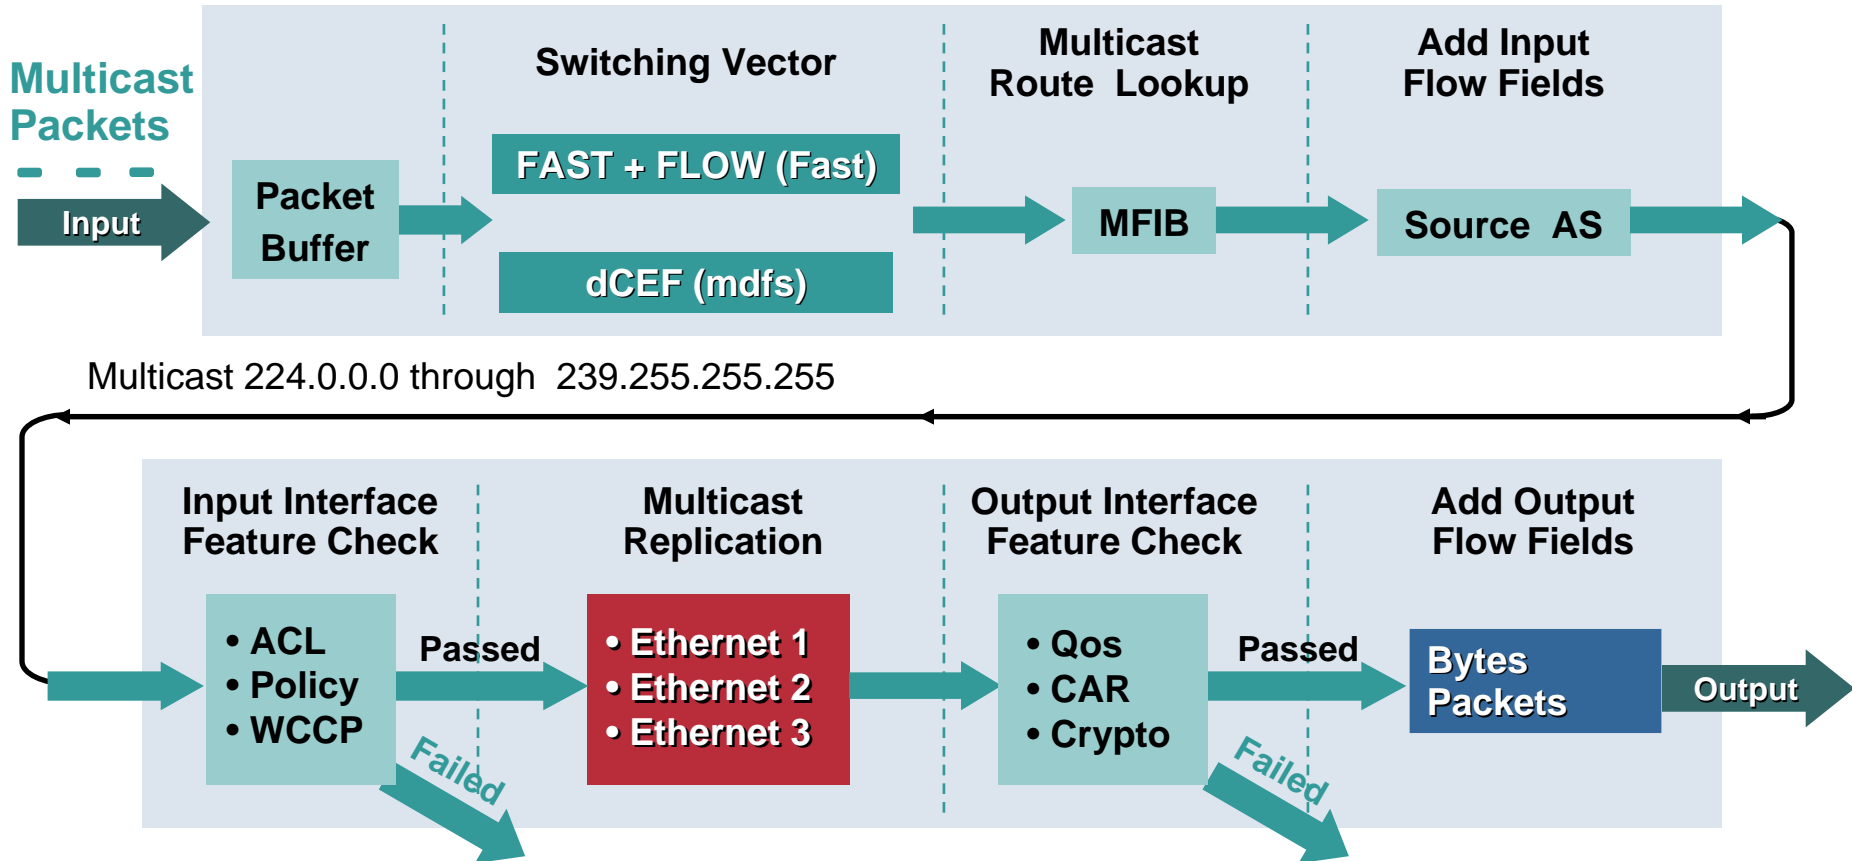 Multicast
Packets
Input
Packet
Buffer
Switching Vector
FAST + FLOW (Fast)
dCEF (mdfs)
Multicast
Route Lookup
MFIB
Add Input
Flow Fields
Source AS
Multicast 224.0.0.0 through 239.255.255.255
Input Interface
Feature Check
• ACL
• Policy
• WCCP
Passed
Failed
Multicast
Replication
• Ethernet 1
• Ethernet 2
• Ethernet 3
Output Interface
Feature Check
• Qos
• CAR
• Crypto
Passed
Failed
Add Output
Flow Fields
Bytes
Packets
Output